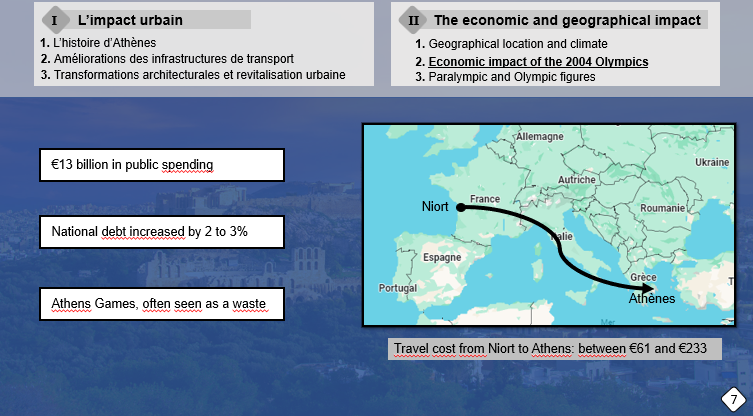 I L'impact urbain
1. L'histoire d'Athènes
2. Améliorations des infrastructures de transport
3. Transformations architecturales et revitalisation urbaine
II The economic and geographical impact
1. Geographical location and climate
2. Economic impact of the 2004 Olympics
3. Paralympic and Olympic figures
€13 billion in public spending
National debt increased by 2 to 3%
Athens Games, often seen as a waste
Allemagne
Ukraine
Autriche
France
Niort
Roumanie
Italie
Espagne
Portugal
Grèce
T
Athènes
Mer
Travel cost from Niort to Athens: between €61 and €233
7